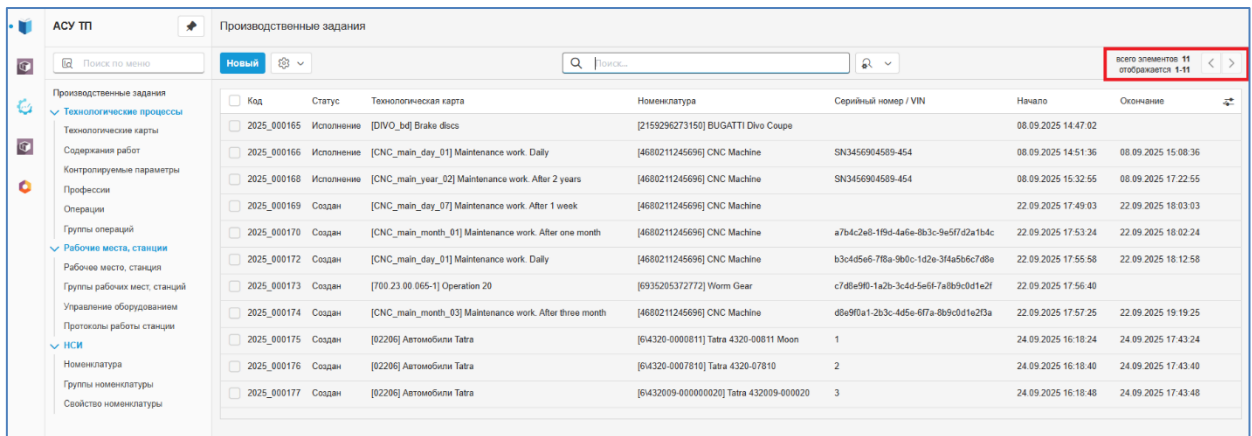 АСУ ТП
Производственные задания
Поиск по меню
Новый
Поиск...
всего элементов 11
отображается 1-11
Производственные задания
Технологические процессы
Технологические карты
Содержания работ
Контролируемые параметры
Профессии
Операции
Группы операций
Рабочие места, станции
Рабочее место, станция
Группы рабочих мест, станций
Управление оборудованием
Протоколы работы станции
НСИ
Номенклатура
Группы номенклатуры
Свойство номенклатуры
Код Статус Технологическая карта Номенклатура Серийный номер / VIN Начало Окончание
2025_000165 Исполнение [DIVO_bd] Brake discs [2159296273150] BUGATTI Divo Coupe 08.09.2025 14:47:02
2025_000166 Исполнение [CNC_main_day_01] Maintenance work. Daily [4680211245696] CNC Machine SN3456904589-454 08.09.2025 14:51:36 08.09.2025 15:08:36
2025_000168 Исполнение [CNC_main_year_02] Maintenance work. After 2 years [4680211245696] CNC Machine SN3456904589-454 08.09.2025 15:32:55 08.09.2025 17:22:55
2025_000169 Создан [CNC_main_day_07] Maintenance work. After 1 week [4680211245696] CNC Machine 22.09.2025 17:49:03 22.09.2025 18:03:03
2025_000170 Создан [CNC_main_month_01] Maintenance work. After one month [4680211245696] CNC Machine a7b4c2e8-1f9d-4a6e-8b3c-9e5f7d2a1b4c 22.09.2025 17:53:24 22.09.2025 18:02:24
2025_000172 Создан [CNC_main_day_01] Maintenance work. Daily [4680211245696] CNC Machine b3c4d5e6-7f8a-9b0c-1d2e-3f4a5b6c7d8e 22.09.2025 17:55:58 22.09.2025 18:12:58
2025_000173 Создан [700.23.00.065-1] Operation 20 [6935205372772] Worm Gear c7d8e9f0-1a2b-3c4d-5e6f-7a8b9c0d1e2f 22.09.2025 17:56:40
2025_000174 Создан [CNC_main_month_03] Maintenance work. After three month [4680211245696] CNC Machine d8e9f0a1-2b3c-4d5e-6f7a-8b9c0d1e2f3a 22.09.2025 17:57:25 22.09.2025 19:19:25
2025_000175 Создан [02206] Автомобили Tatra [6\4320-0000811] Tatra 4320-00811 Moon 1 24.09.2025 16:18:24 24.09.2025 17:43:24
2025_000176 Создан [02206] Автомобили Tatra [6\4320-0007810] Tatra 4320-07810 2 24.09.2025 16:18:40 24.09.2025 17:43:40
2025_000177 Создан [02206] Автомобили Tatra [6\432009-000000020] Tatra 432009-000020 3 24.09.2025 16:18:48 24.09.2025 17:43:48